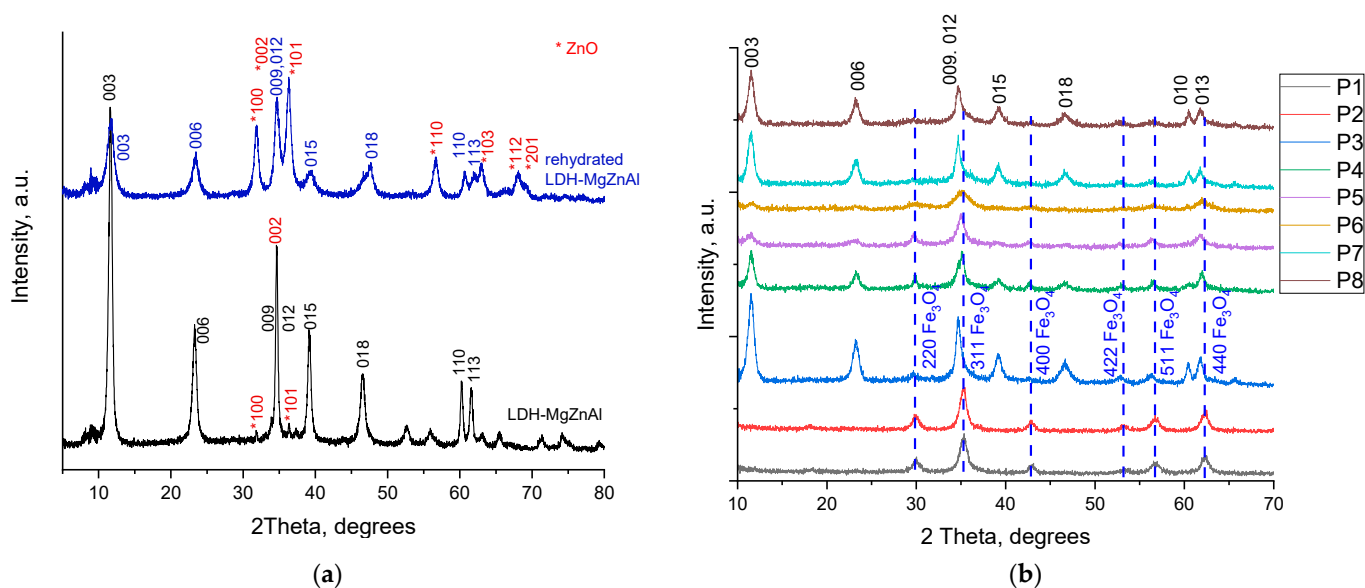 * ZnO
003
003
006
*100
*002
009,012
*101
015
018
*110
110
113
*103
*112
*201
rehydrated
LDH-MgZnAl
006
*100
009
002
012
*101
015
018
110
113
LDH-MgZnAl
10 20 30 40 50 60 70 80
2Theta, degrees
Intensity, a.u.
(a)
003
006
009. 012
015
018
010
013
P1
P2
P3
P4
P5
P6
P7
P8
220 Fe₃O₄
311 Fe₃O₄
400 Fe₃O₄
422 Fe₃O₄
511 Fe₃O₄
440 Fe₃O₄
10 20 30 40 50 60 70
2 Theta, degrees
Intensity, a.u.
(b)